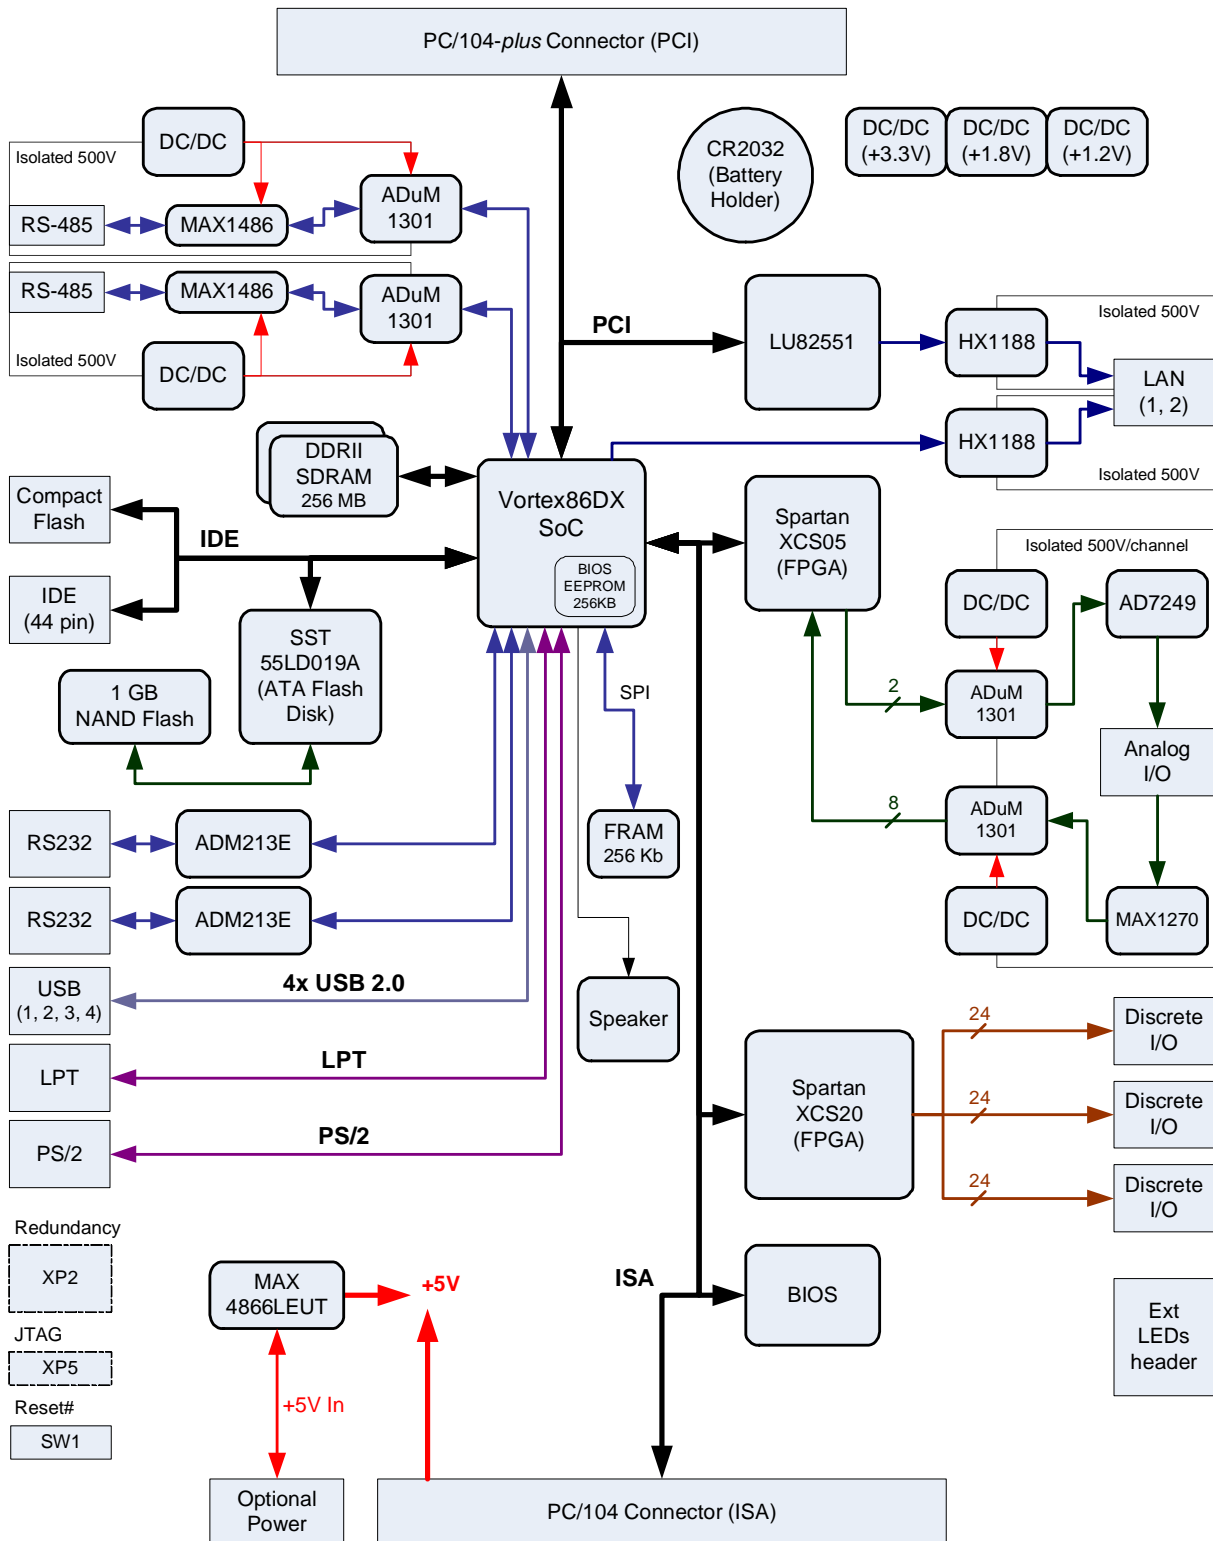 PC/104-plus Connector (PCI)
DC/DC
Isolated 500V
RS-485
MAX1486
ADuM
1301
RS-485
MAX1486
ADuM
1301
Isolated 500V
DC/DC
CR2032
(Battery
Holder)
DC/DC
(+3.3V)
DC/DC
(+1.8V)
DC/DC
(+1.2V)
PCI
LU82551
HX1188
Isolated 500V
LAN
(1, 2)
HX1188
Isolated 500V
DDRII
SDRAM
256 MB
Vortex86DX
SoC
BIOS
EEPROM
256KB
Compact
Flash
IDE
IDE
(44 pin)
SST
55LD019A
(ATA Flash
Disk)
1 GB
NAND Flash
Spartan
XCS05
(FPGA)
Isolated 500V/channel
DC/DC
AD7249
2
ADuM
1301
Analog
I/O
8
ADuM
1301
DC/DC
MAX1270
SPI
FRAM
256 Kb
RS232
ADM213E
RS232
ADM213E
USB
(1, 2, 3, 4)
4x USB 2.0
Speaker
LPT
LPT
PS/2
PS/2
Spartan
XCS20
(FPGA)
24
Discrete
I/O
24
Discrete
I/O
24
Discrete
I/O
Redundancy
XP2
JTAG
XP5
Reset#
SW1
MAX
4866LEUT
+5V
+5V In
Optional
Power
ISA
BIOS
Ext
LEDs
header
PC/104 Connector (ISA)